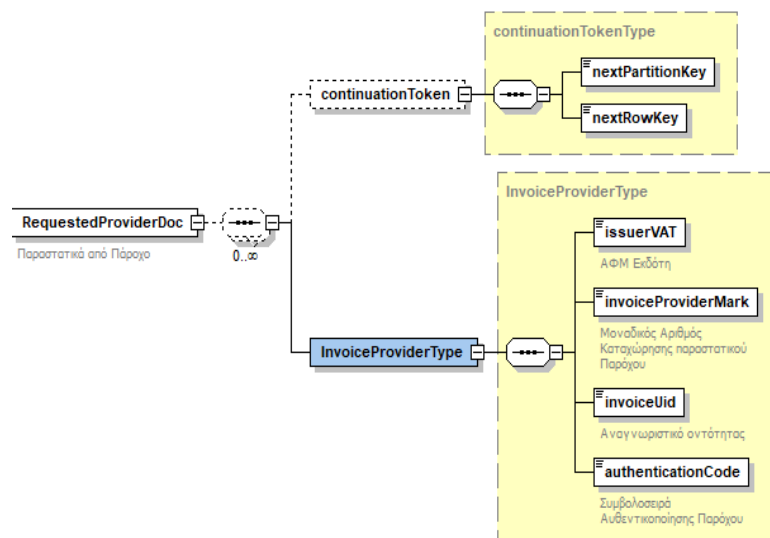 continuationTokenType
continuationToken
nextPartitionKey
nextRowKey
RequestedProviderDoc
Παραστατικά από Πάροχο
0..∞
InvoiceProviderType
issuerVAT
ΑΦΜ Εκδότη
invoiceProviderMark
Μοναδικός Αριθμός
Καταχώρησης παραστατικού
Παρόχου
InvoiceProviderType
invoiceUid
Αναγνωριστικό οντότητας
authenticationCode
Συμβολοσειρά
Αυθεντικοποίησης Παρόχου